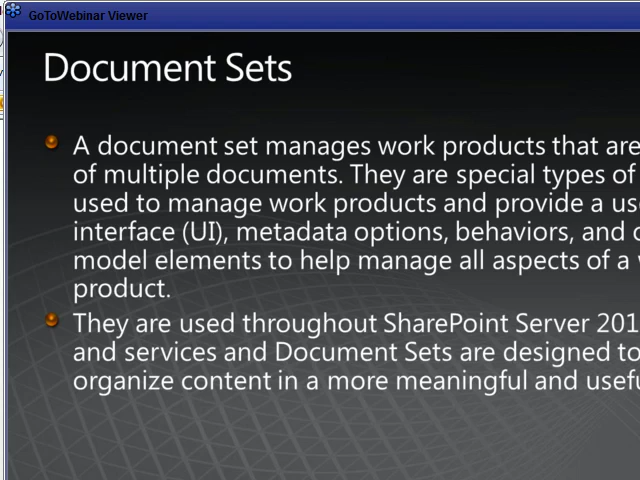 GoToWebinar Viewer
Document Sets
A document set manages work products that are
of multiple documents. They are special types of
used to manage work products and provide a
interface (UI), metadata options, behaviors, and
model elements to help manage all aspects of a
product.
They are used throughout SharePoint Server
and services and Document Sets are designed to
organize content in a more meaningful and